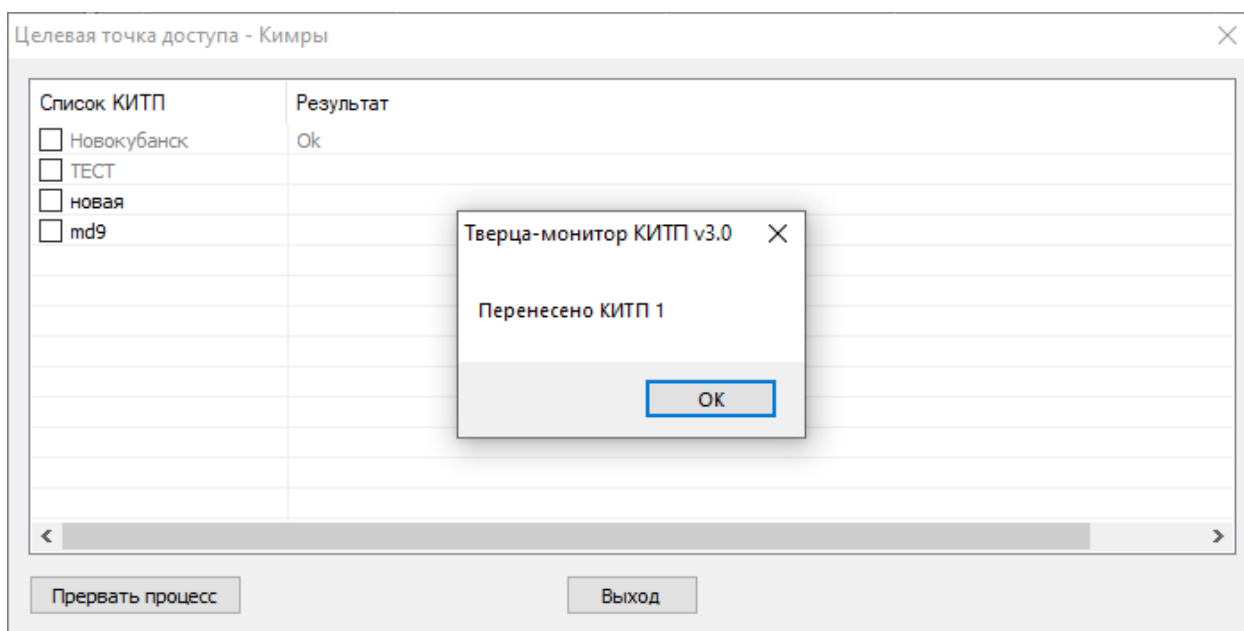 Целевая точка доступа - Кимры
Список КИТП Результат
Новокубанск Ok
ТЕСТ
новая
md9
Тверца-монитор КИТП v3.0
Перенесено КИТП 1
ОК
Прервать процесс Выход